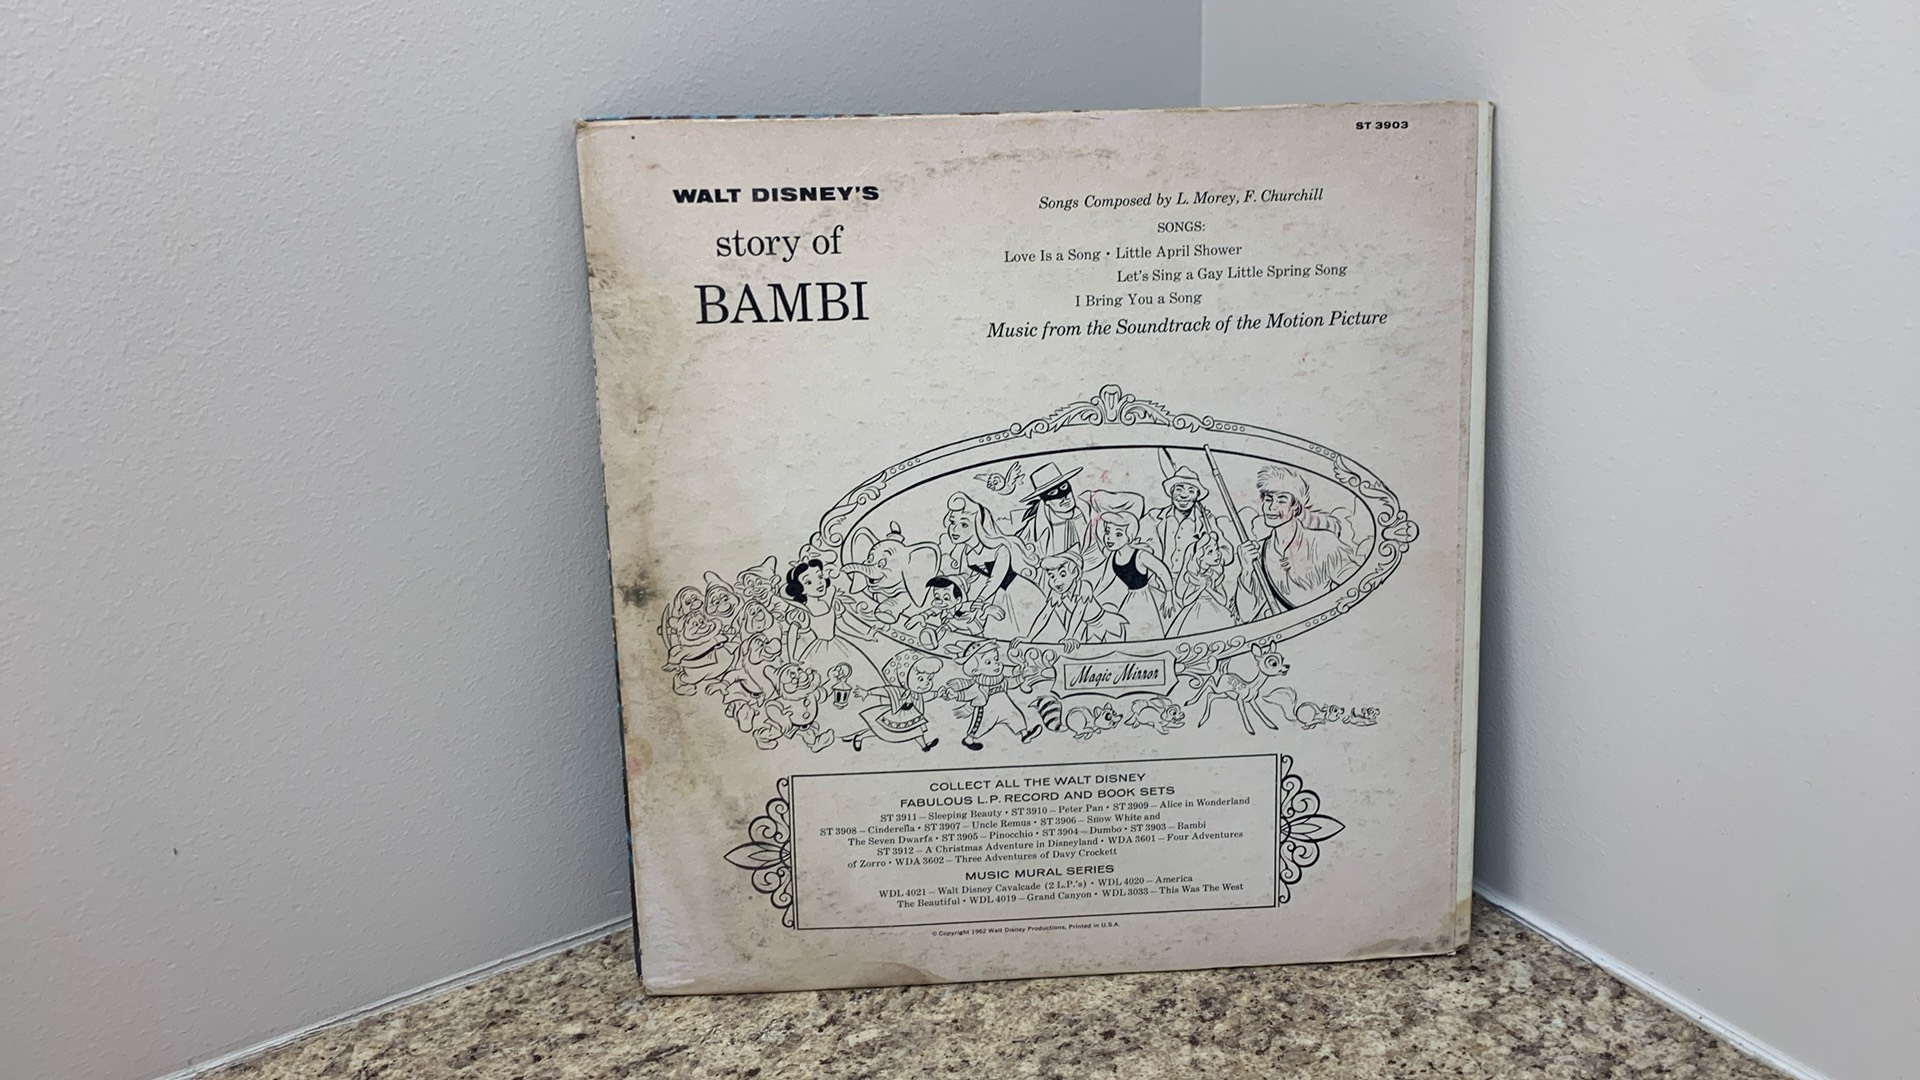 ST 3903
WALT DISNEY'S
story of
BAMBI
Songs Composed by L. Morey, F. Churchill
SONGS:
Love Is a Song • Little April Shower
Let's Sing a Gay Little Spring Song
I Bring You a Song
Music from the Soundtrack of the Motion Picture
Magic Mirror
COLLECT ALL THE WALT DISNEY
FABULOUS L.P. RECORD AND BOOK SETS
ST 3911 – Sleeping Beauty • ST 3910 – Peter Pan • ST 3909 – Alice in Wonderland
ST 3908 – Cinderella • ST 3907 – Uncle Remus • ST 3906 – Snow White and
The Seven Dwarfs • ST 3905 – Pinocchio • ST 3904 – Dumbo • ST 3903 – Bambi
ST 3912 – A Christmas Adventure in Disneyland • WDA 3601 – Four Adventures
of Zorro • WDA 3602 – Three Adventures of Davy Crockett
MUSIC MURAL SERIES
WDL 4021 – Walt Disney Cavalcade (2 L.P.'s) • WDL 4020 – America
The Beautiful • WDL 4019 – Grand Canyon • WDL 3033 – This Was The West
© Copyright 1962 Walt Disney Productions, Printed in U.S.A.